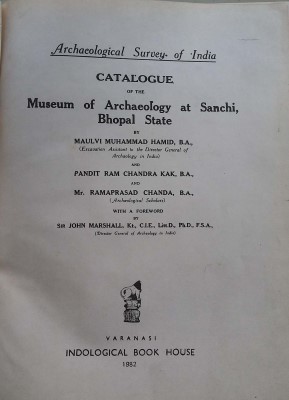 Archaeological Survey of India
CATALOGUE
OF THE
Museum of Archaeology at Sanchi,
Bhopal State
BY
MAULVI MUHAMMAD HAMID, B.A.,
(Excavation Assistant to the Director General of
Archaeology in India)
AND
PANDIT RAM CHANDRA KAK, B.A.,
AND
Mr. RAMAPRASAD CHANDA, B.A.,
(Archaeological Scholars)
WITH A FOREWORD
BY
SIR JOHN MARSHALL, Kt., C.I.E., Litt.D., Ph.D., F.S.A.,
(Director General of Archaeology in India)
VARANASI
INDOLOGICAL BOOK HOUSE
1982